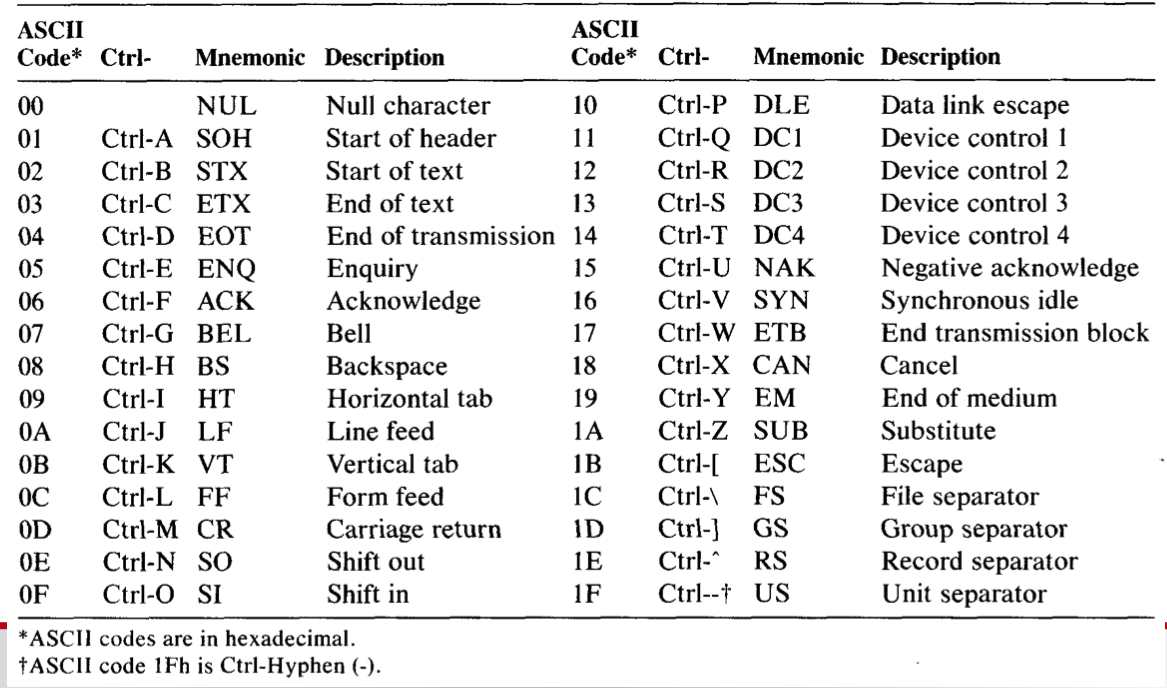 ASCII ASCII
Code* Ctrl- Mnemonic Description Code* Ctrl- Mnemonic Description
00 NUL Null character 10 Ctrl-P DLE Data link escape
01 Ctrl-A SOH Start of header 11 Ctrl-Q DC1 Device control 1
02 Ctrl-B STX Start of text 12 Ctrl-R DC2 Device control 2
03 Ctrl-C ETX End of text 13 Ctrl-S DC3 Device control 3
04 Ctrl-D EOT End of transmission 14 Ctrl-T DC4 Device control 4
05 Ctrl-E ENQ Enquiry 15 Ctrl-U NAK Negative acknowledge
06 Ctrl-F ACK Acknowledge 16 Ctrl-V SYN Synchronous idle
07 Ctrl-G BEL Bell 17 Ctrl-W ETB End transmission block
08 Ctrl-H BS Backspace 18 Ctrl-X CAN Cancel
09 Ctrl-I HT Horizontal tab 19 Ctrl-Y EM End of medium
0A Ctrl-J LF Line feed 1A Ctrl-Z SUB Substitute
0B Ctrl-K VT Vertical tab 1B Ctrl-[ ESC Escape
0C Ctrl-L FF Form feed 1C Ctrl-\ FS File separator
0D Ctrl-M CR Carriage return 1D Ctrl-] GS Group separator
0E Ctrl-N SO Shift out 1E Ctrl-^ RS Record separator
0F Ctrl-O SI Shift in 1F Ctrl--† US Unit separator
*ASCII codes are in hexadecimal.
†ASCII code 1Fh is Ctrl-Hyphen (-).